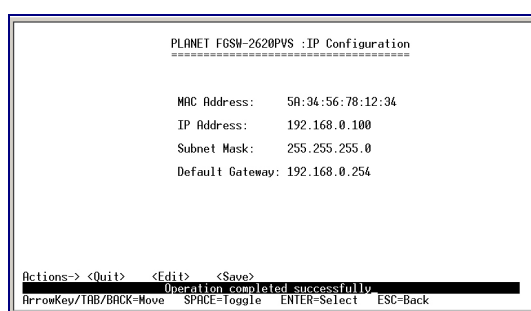 PLANET FGSW-2620PVS :IP Configuration
=====================================
MAC Address: 5A:34:56:78:12:34
IP Address: 192.168.0.100
Subnet Mask: 255.255.255.0
Default Gateway: 192.168.0.254
Actions-> <Quit> <Edit> <Save>
Operation completed successfully_
ArrowKey/TAB/BACK=Move SPACE=Toggle ENTER=Select ESC=Back